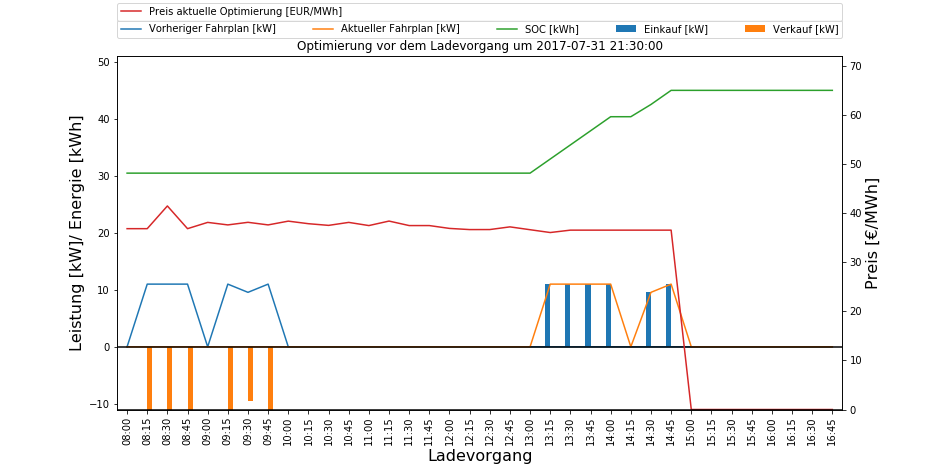 Preis aktuelle Optimierung [EUR/MWh]
Vorheriger Fahrplan [kW] Aktueller Fahrplan [kW] SOC [kWh] Einkauf [kW] Verkauf [kW]
Optimierung vor dem Ladevorgang um 2017-07-31 21:30:00
Leistung [kW]/ Energie [kWh]
50
40
30
20
10
0
−10
70
60
50
40
30
20
10
0
Preis [€/MWh]
08:00 08:15 08:30 08:45 09:00 09:15 09:30 09:45 10:00 10:15 10:30 10:45 11:00 11:15 11:30 11:45 12:00 12:15 12:30 12:45 13:00 13:15 13:30 13:45 14:00 14:15 14:30 14:45 15:00 15:15 15:30 15:45 16:00 16:15 16:30 16:45
Ladevorgang